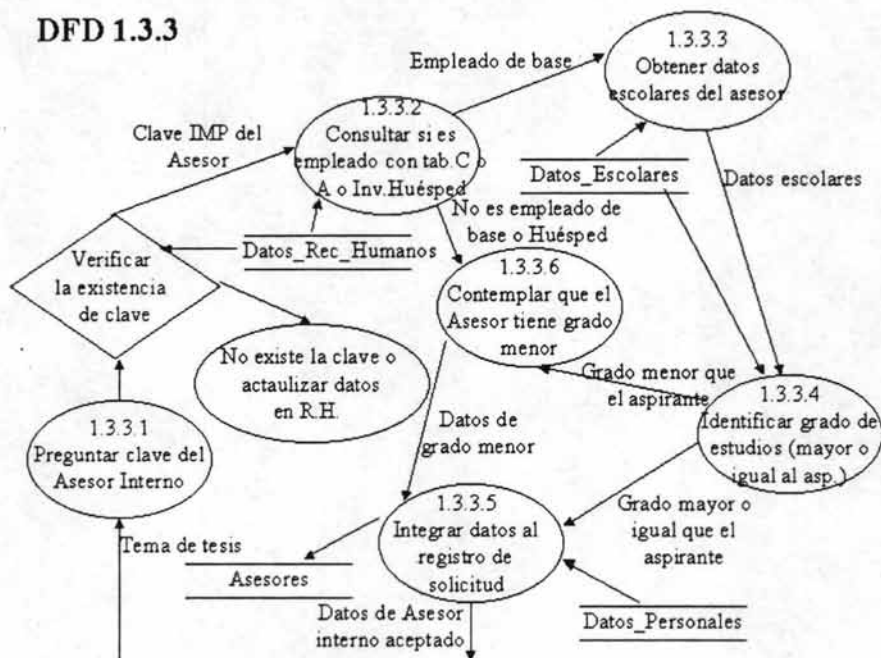 DFD 1.3.3
Empleado de base
1.3.3.3
Obtener datos
escolares del asesor
1.3.3.2
Consultar si es
empleado con tab.C o
A o Inv.Huésped
Clave IMP del
Asesor
Datos_Escolares
Datos escolares
No es empleado de
base o Huésped
Datos_Rec_Humanos
Verificar
la existencia
de clave
1.3.3.6
Contemplar que el
Asesor tiene grado
menor
No existe la clave o
actaulizar datos
en R.H.
Grado menor que
el aspirante
1.3.3.4
Identificar grado de
estudios (mayor o
igual al asp.)
1.3.3.1
Preguntar clave del
Asesor Interno
Datos de
grado menor
Grado mayor o
igual que el
aspirante
1.3.3.5
Integrar datos al
registro de
solicitud
Tema de tesis
Asesores
Datos_Personales
Datos de Asesor
interno aceptado